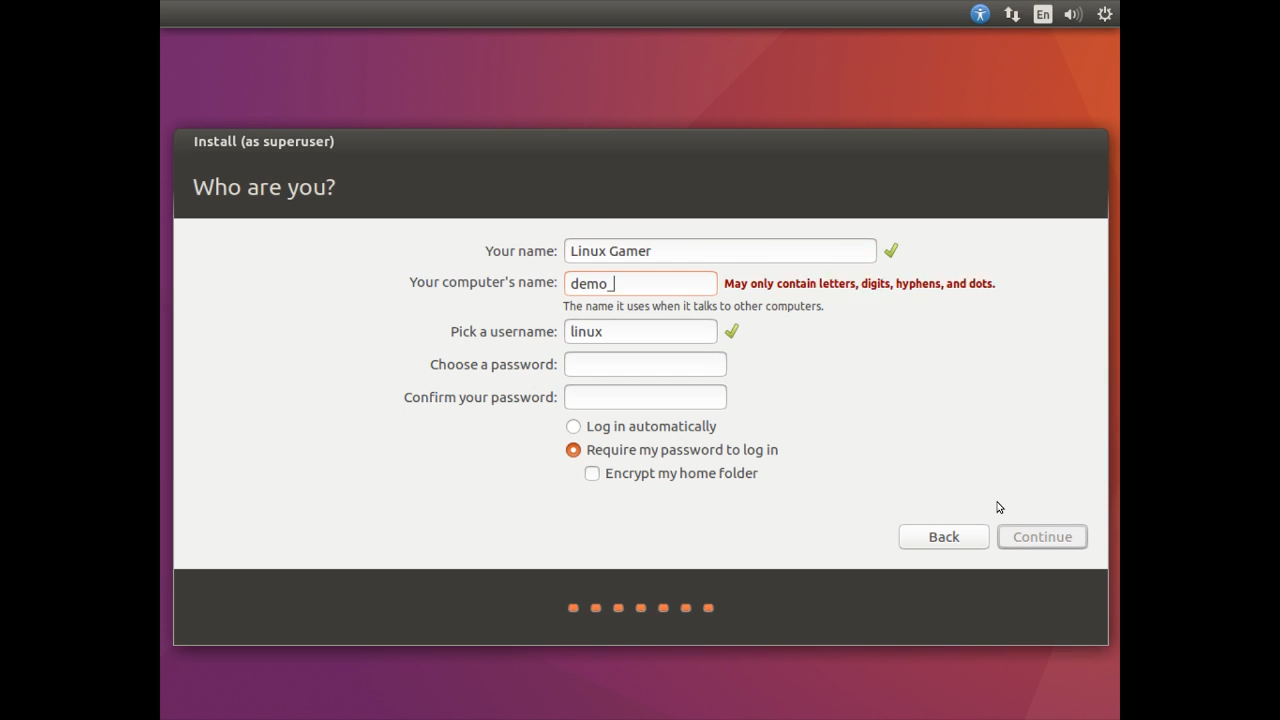 En
Install (as superuser)
Who are you?
Your name: Linux Gamer
Your computer's name: demo_ May only contain letters, digits, hyphens, and dots.
The name it uses when it talks to other computers.
Pick a username: linux
Choose a password:
Confirm your password:
Log in automatically
Require my password to log in
Encrypt my home folder
Back Continue